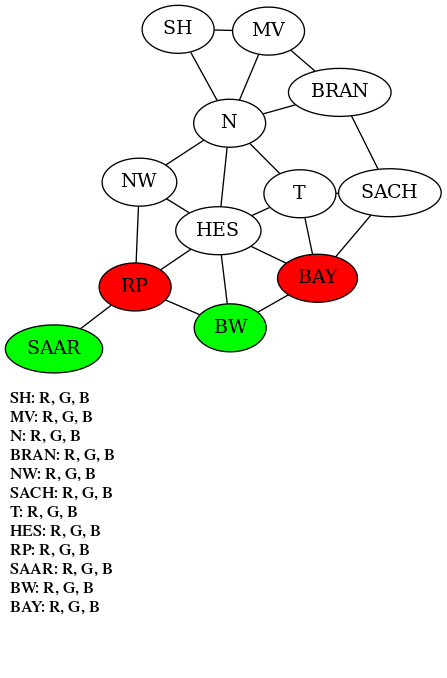 SH
MV
BRAN
N
NW
T
SACH
HES
RP
BAY
SAAR
BW
SH: R, G, B
MV: R, G, B
N: R, G, B
BRAN: R, G, B
NW: R, G, B
SACH: R, G, B
T: R, G, B
HES: R, G, B
RP: R, G, B
SAAR: R, G, B
BW: R, G, B
BAY: R, G, B